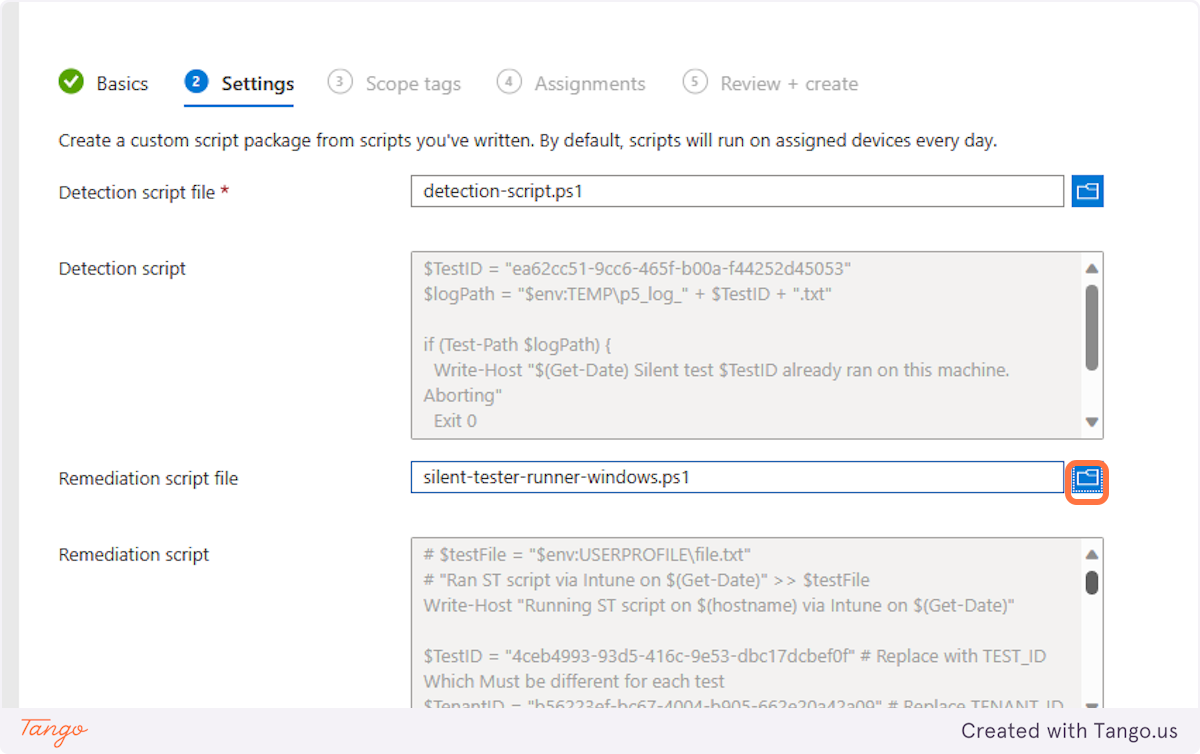 Basics 2 Settings 3 Scope tags 4 Assignments 5 Review + create
Create a custom script package from scripts you've written. By default, scripts will run on assigned devices every day.
Detection script file * detection-script.ps1
Detection script
$TestID = "ea62cc51-9cc6-465f-b00a-f44252d45053"
$logPath = "$env:TEMP\p5_log_" + $TestID + ".txt"
if (Test-Path $logPath) {
Write-Host "$(Get-Date) Silent test $TestID already ran on this machine.
Aborting"
Exit 0
Remediation script file silent-tester-runner-windows.ps1
Remediation script
# $testFile = "$env:USERPROFILE\file.txt"
# "Ran ST script via Intune on $(Get-Date)" >> $testFile
Write-Host "Running ST script on $(hostname) via Intune on $(Get-Date)"
$TestID = "4ceb4993-93d5-416c-9e53-dbc17dcbef0f" # Replace with TEST_ID
Which Must be different for each test
$TenantID = "b56223ef-bc67-4004-b905-662e20a42a09" # Replace TENANT_ID
Tango
Created with Tango.us